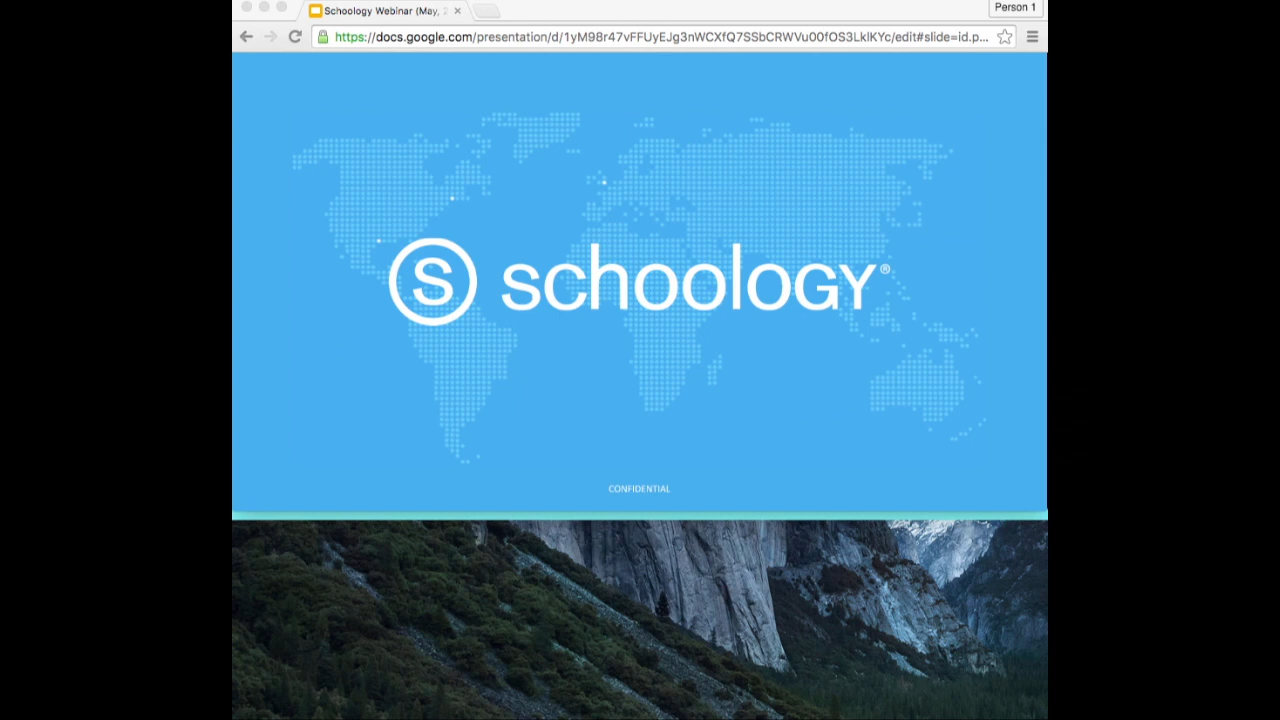 Schoology Webinar (May, 2
Person 1
https://docs.google.com/presentation/d/1yM98r47vFFUyEJg3nWCXfQ7SSbCRWVu00fOS3LklKYc/edit#slide=id.p...
S schoology®
CONFIDENTIAL